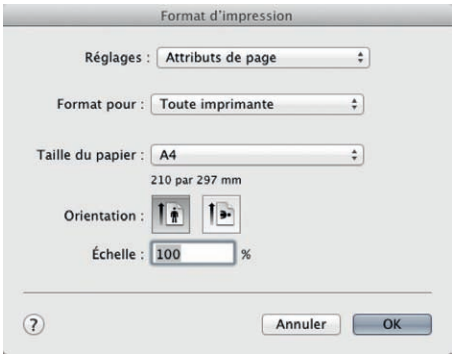 Format d'impression
Réglages : Attributs de page
Format pour : Toute imprimante
Taille du papier : A4
210 par 297 mm
Orientation :
Échelle : 100 %
? Annuler OK